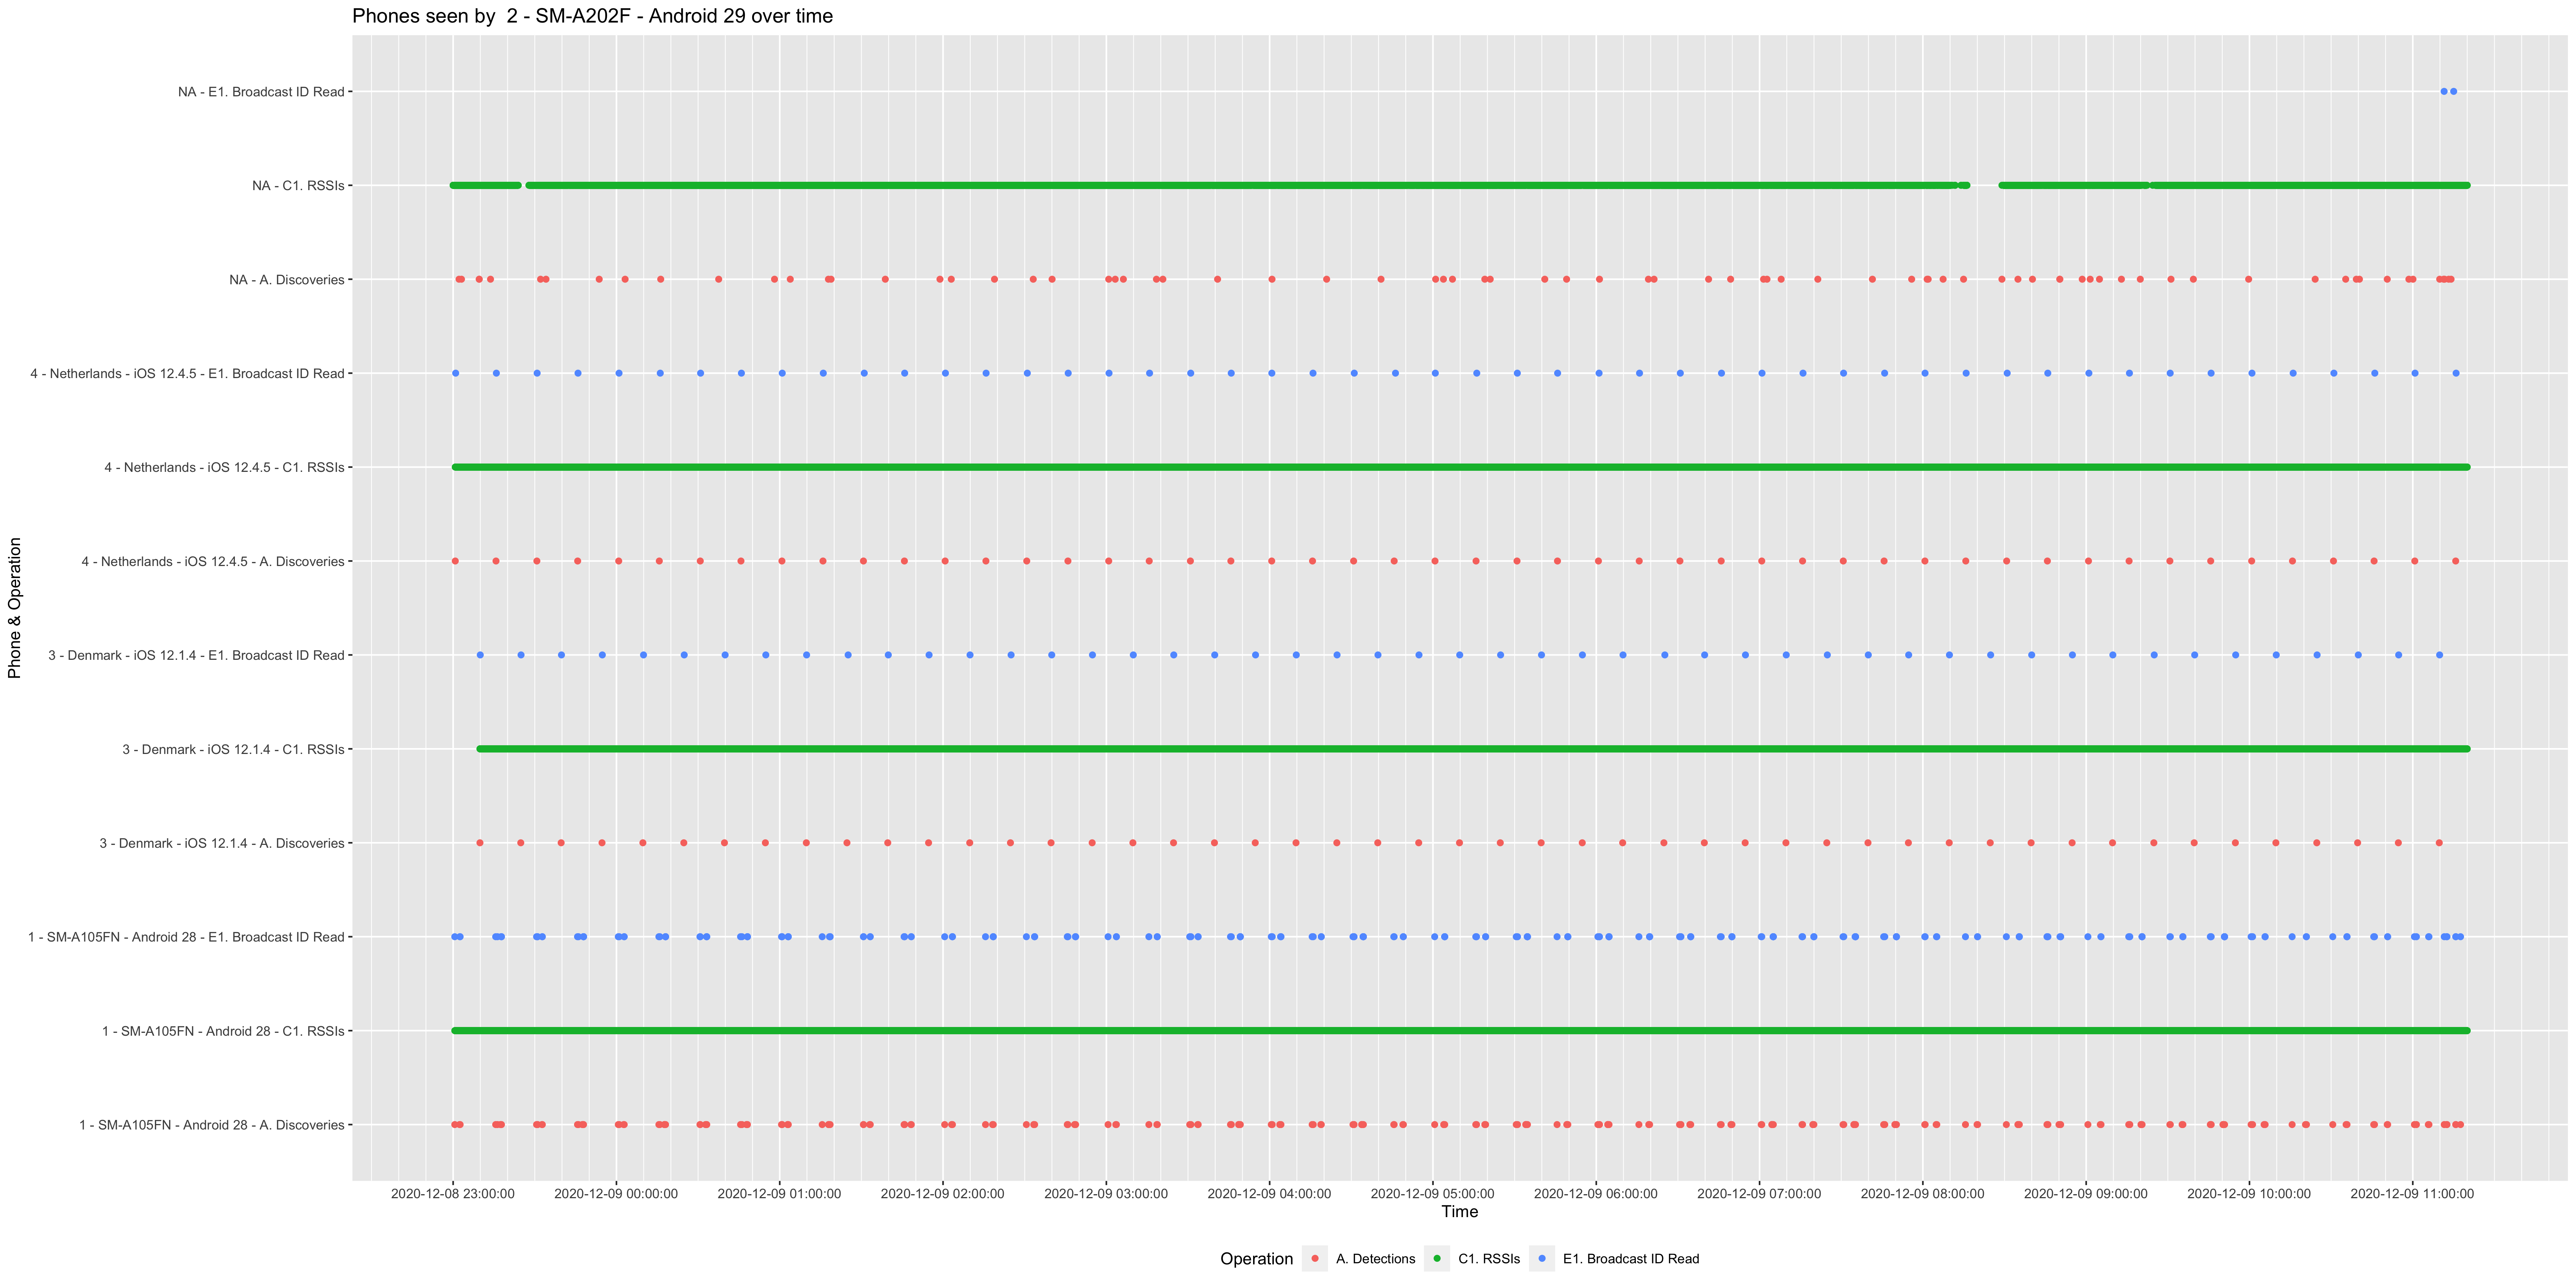 Phones seen by  2 - SM-A202F - Android 29 over time
NA - E1. Broadcast ID Read
NA - C1. RSSIs
NA - A. Discoveries
4 - Netherlands - iOS 12.4.5 - E1. Broadcast ID Read
4 - Netherlands - iOS 12.4.5 - C1. RSSIs
4 - Netherlands - iOS 12.4.5 - A. Discoveries
3 - Denmark - iOS 12.1.4 - E1. Broadcast ID Read
3 - Denmark - iOS 12.1.4 - C1. RSSIs
3 - Denmark - iOS 12.1.4 - A. Discoveries
1 - SM-A105FN - Android 28 - E1. Broadcast ID Read
1 - SM-A105FN - Android 28 - C1. RSSIs
1 - SM-A105FN - Android 28 - A. Discoveries
Phone & Operation
2020-12-08 23:00:00 2020-12-09 00:00:00 2020-12-09 01:00:00 2020-12-09 02:00:00 2020-12-09 03:00:00 2020-12-09 04:00:00 2020-12-09 05:00:00 2020-12-09 06:00:00 2020-12-09 07:00:00 2020-12-09 08:00:00 2020-12-09 09:00:00 2020-12-09 10:00:00 2020-12-09 11:00:00
Time
Operation A. Detections C1. RSSIs E1. Broadcast ID Read